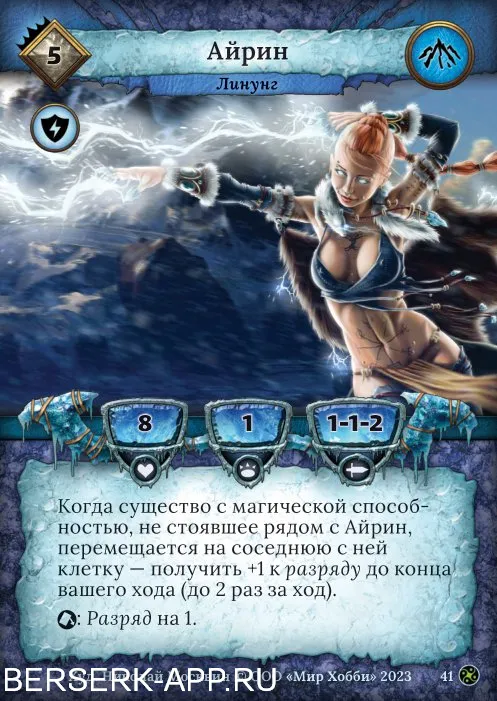 5
Айрин
Линунг
8
1
1-1-2
Когда существо с магической способ-
ностью, не стоявшее рядом с Айрин,
перемещается на соседнюю с ней
клетку — получить +1 к разряду до конца
вашего хода (до 2 раз за ход).
: Разряд на 1.
ООО «Мир Хобби» 2023
41
BERSERK-APP.RU